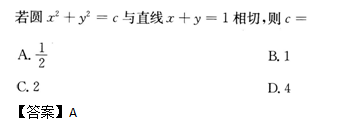 若圆 x² + y² = c 与直线 x + y = 1 相切,则 c =
A. 1/2 B. 1
C. 2 D. 4
【答案】A